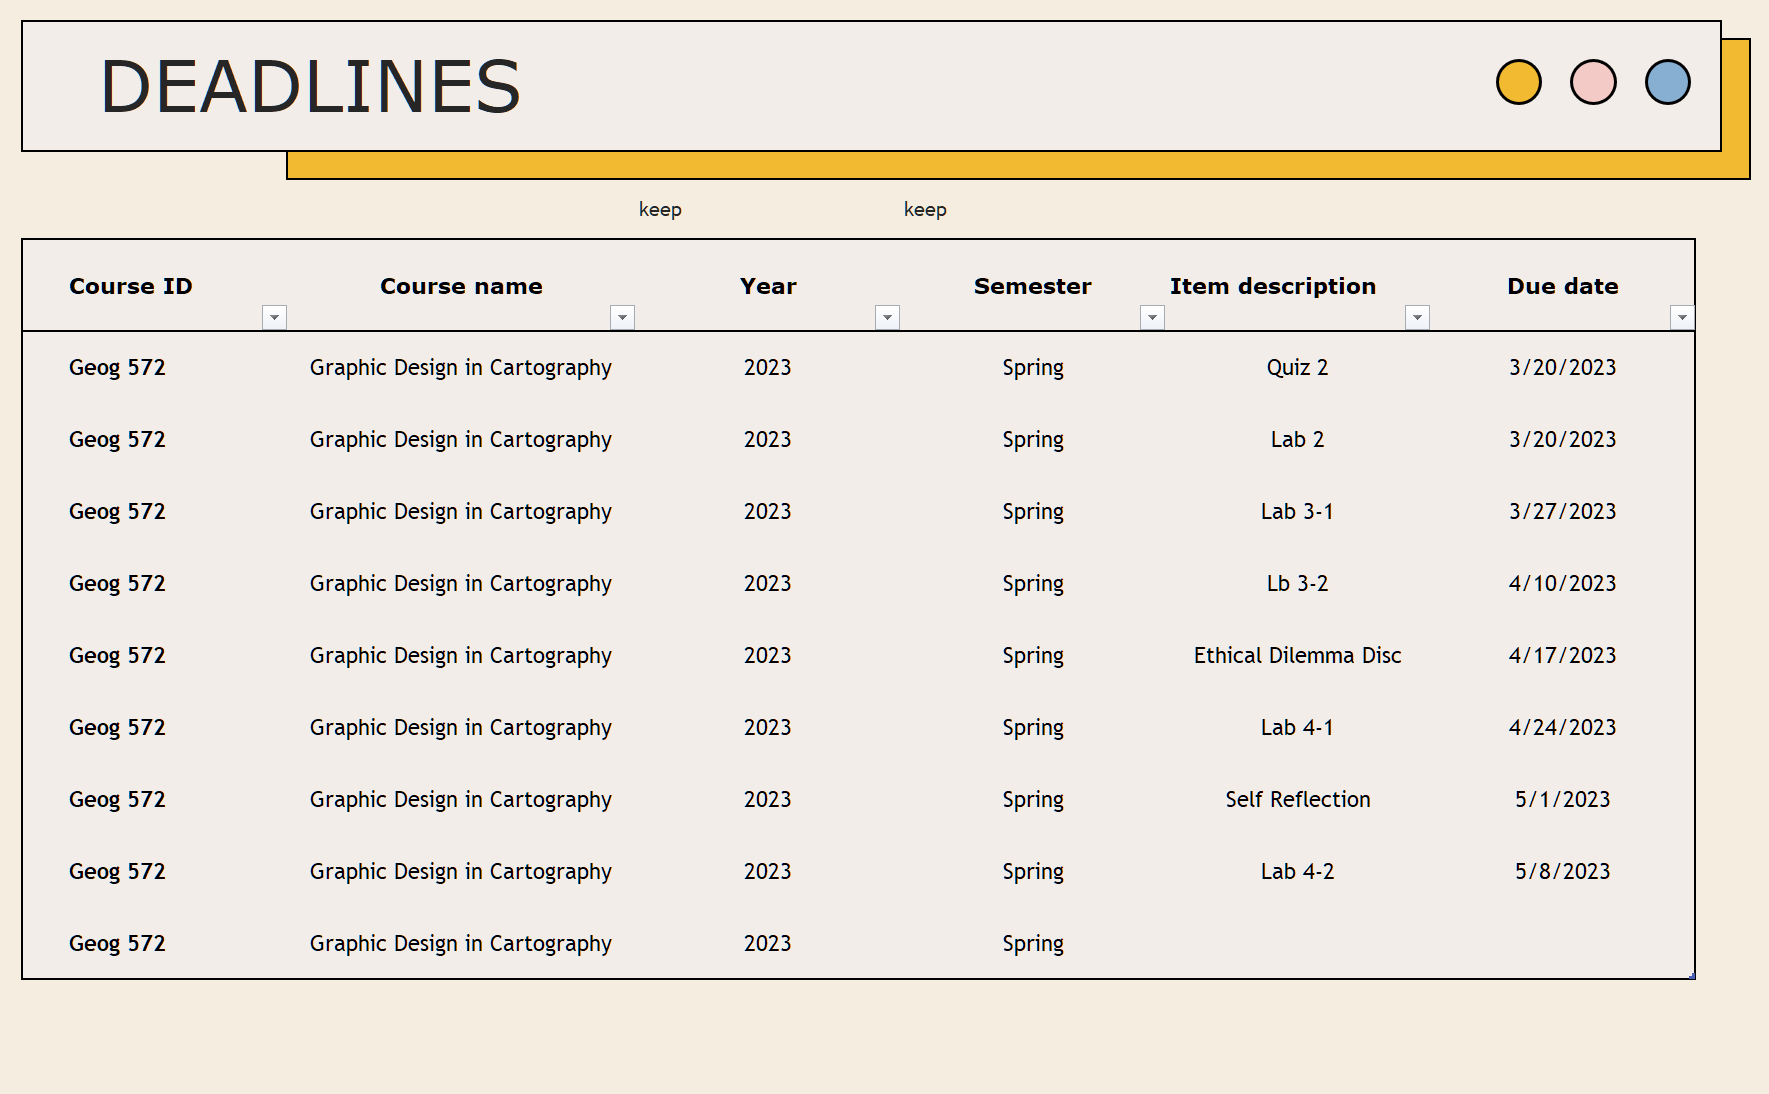 DEADLINES
keep keep
Course ID Course name Year Semester Item description Due date
Geog 572 Graphic Design in Cartography 2023 Spring Quiz 2 3/20/2023
Geog 572 Graphic Design in Cartography 2023 Spring Lab 2 3/20/2023
Geog 572 Graphic Design in Cartography 2023 Spring Lab 3-1 3/27/2023
Geog 572 Graphic Design in Cartography 2023 Spring Lb 3-2 4/10/2023
Geog 572 Graphic Design in Cartography 2023 Spring Ethical Dilemma Disc 4/17/2023
Geog 572 Graphic Design in Cartography 2023 Spring Lab 4-1 4/24/2023
Geog 572 Graphic Design in Cartography 2023 Spring Self Reflection 5/1/2023
Geog 572 Graphic Design in Cartography 2023 Spring Lab 4-2 5/8/2023
Geog 572 Graphic Design in Cartography 2023 Spring